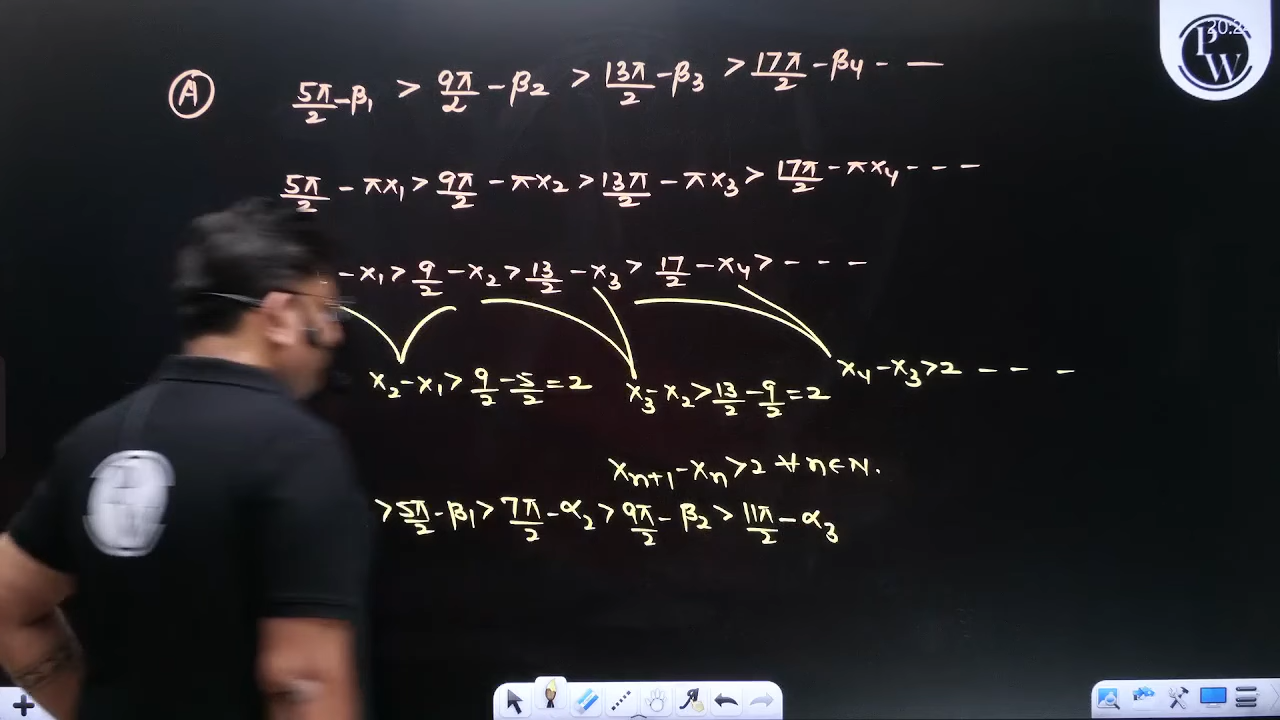 20:2
PW
(A) 5π/2 - β₁ > 9π/2 - β₂ > 13π/2 - β₃ > 17π/2 - β₄ - —
5π/2 - πx₁ > 9π/2 - πx₂ > 13π/2 - πx₃ > 17π/2 - πx₄ - - -
- x₁ > 9/2 - x₂ > 13/2 - x₃ > 17/2 - x₄ > - - -
x₂ - x₁ > 9/2 - 5/2 = 2 x₃ - x₂ > 13/2 - 9/2 = 2 x₄ - x₃ > 2 - - -
xₙ₊₁ - xₙ > 2 ∀ n ∈ N.
> 5π/2 - β₁ > 7π/2 - α₂ > 9π/2 - β₂ > 11π/2 - α₃